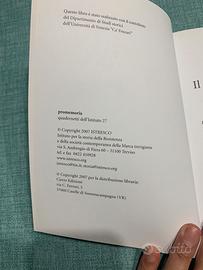 Questo libro è stato realizzato con il contributo
del Dipartimento di Studi storici
dell'Università di Venezia "Ca' Foscari"
promemoria
quadernetti dell'Istituto 27
© Copyright 2007 ISTRESCO
Istituto per la storia della Resistenza
e della società contemporanea della Marca trevigiana
via S. Ambrogio di Fiera 60 - 31100 Treviso
tel. e fax 0422 410928
www.istresco.org
info@istresco.org
© Copyright 2007 per la distribuzione libraria:
Cierre Edizioni
via C. Ferrari, 5
37060 Caselle di Sommacampagna (VR)
Il
subito.it